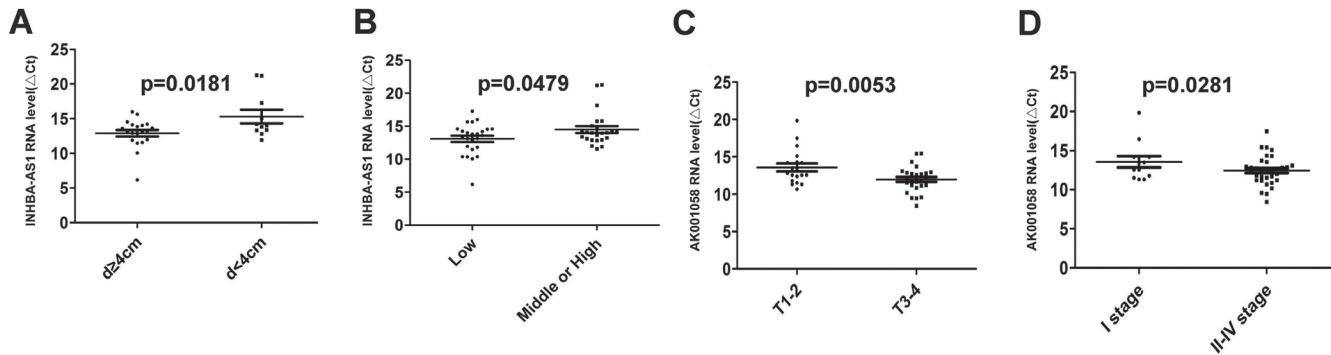 A
INHBA-AS1 RNA level(△Ct)
25
20
15
10
5
0
p=0.0181
d≥4cm
d<4cm
B
INHBA-AS1 RNA level(△Ct)
25
20
15
10
5
0
p=0.0479
Low
Middle or High
C
AK001058 RNA level(△Ct)
25
20
15
10
5
0
p=0.0053
T1-2
T3-4
D
AK001058 RNA level(△Ct)
25
20
15
10
5
0
p=0.0281
I stage
II-IV stage